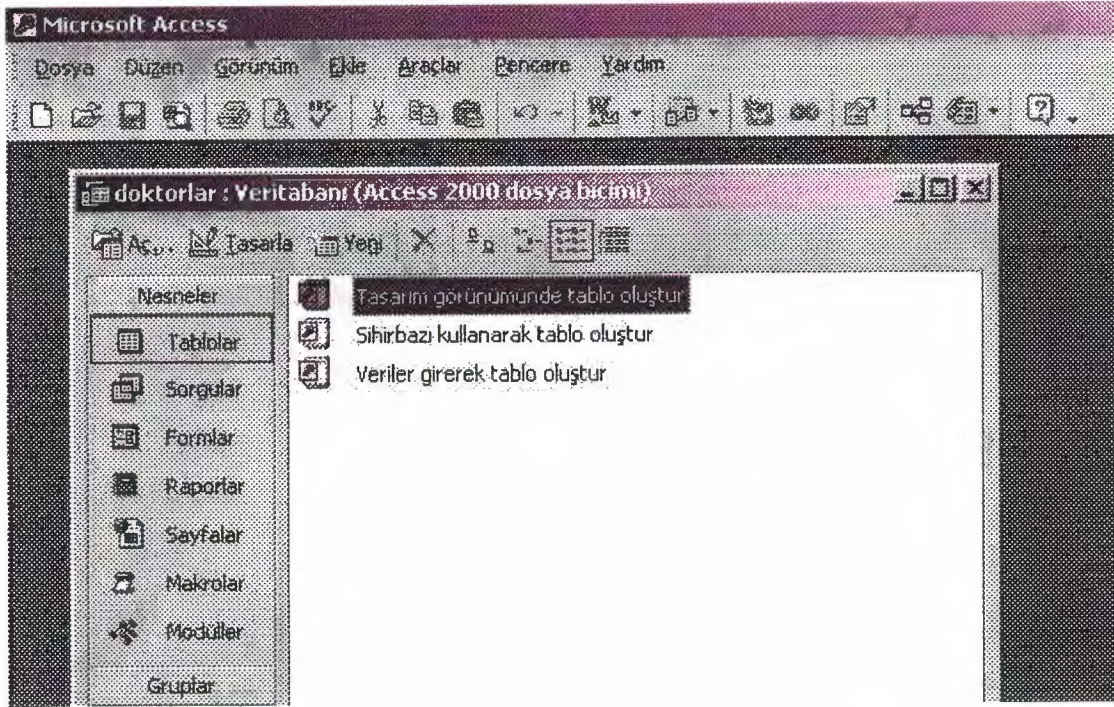 Microsoft Access
Dosya Düzen Görünüm Ekle Araçlar Pencere Yardım
doktorlar : Veritabanı (Access 2000 dosya biçimi)
Aç... Tasarla Yeni
Nesneler
Tablolar
Sorgular
Formlar
Raporlar
Sayfalar
Makrolar
Modüller
Gruplar
Tasarım görünümünde tablo oluştur
Sihirbazı kullanarak tablo oluştur
Veriler girerek tablo oluştur